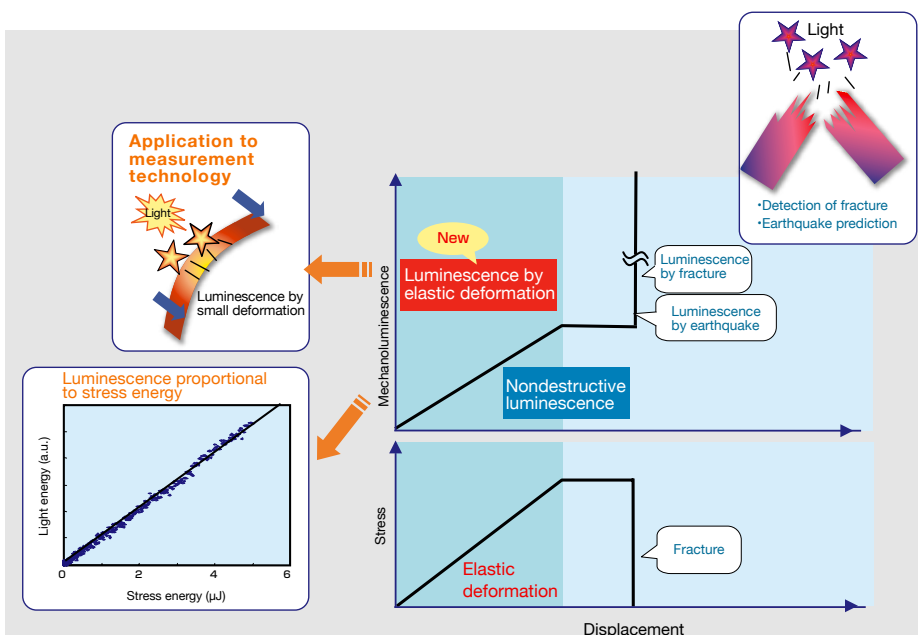 Light
•Detection of fracture
•Earthquake prediction
Application to
measurement
technology
Light
Luminescence by
small deformation
New
Luminescence by
elastic deformation
Mechanoluminescence
Luminescence
by fracture
Luminescence
by earthquake
Nondestructive
luminescence
Luminescence proportional
to stress energy
Light energy (a.u.)
0
2
4
6
Stress energy (µJ)
Stress
Elastic
deformation
Fracture
Displacement